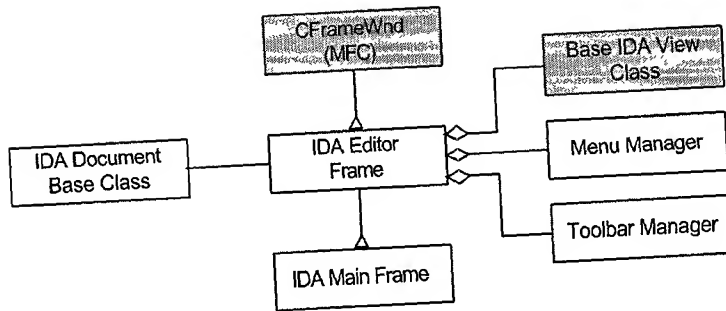 CFrameWnd
(MFC)
Base IDA View
Class
IDA Document
Base Class
IDA Editor
Frame
Menu Manager
Toolbar Manager
IDA Main Frame